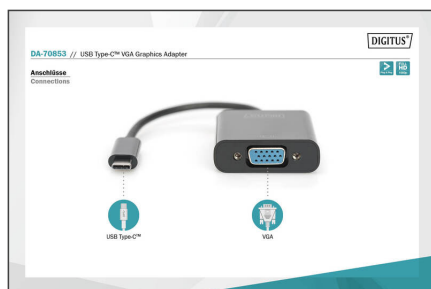 DIGITUS®
DA-70853 // USB Type-C™ VGA Graphics Adapter
Anschlüsse
Connections
USB Type-C™
VGA